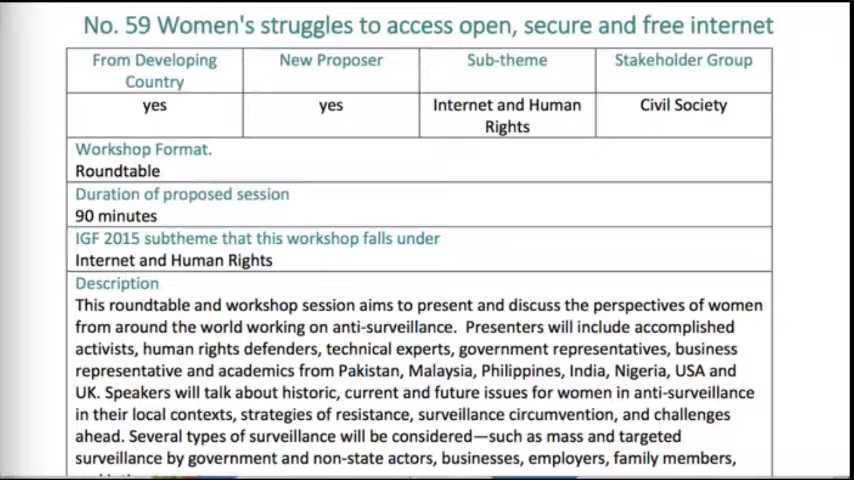 No. 59 Women's struggles to access open, secure and free internet
From Developing Country
New Proposer
Sub-theme
Stakeholder Group
yes
yes
Internet and Human Rights
Civil Society
Workshop Format.
Roundtable
Duration of proposed session
90 minutes
IGF 2015 subtheme that this workshop falls under
Internet and Human Rights
Description
This roundtable and workshop session aims to present and discuss the perspectives of women
from around the world working on anti-surveillance. Presenters will include accomplished
activists, human rights defenders, technical experts, government representatives, business
representative and academics from Pakistan, Malaysia, Philippines, India, Nigeria, USA and
UK. Speakers will talk about historic, current and future issues for women in anti-surveillance
in their local contexts, strategies of resistance, surveillance circumvention, and challenges
ahead. Several types of surveillance will be considered—such as mass and targeted
surveillance by government and non-state actors, businesses, employers, family members,